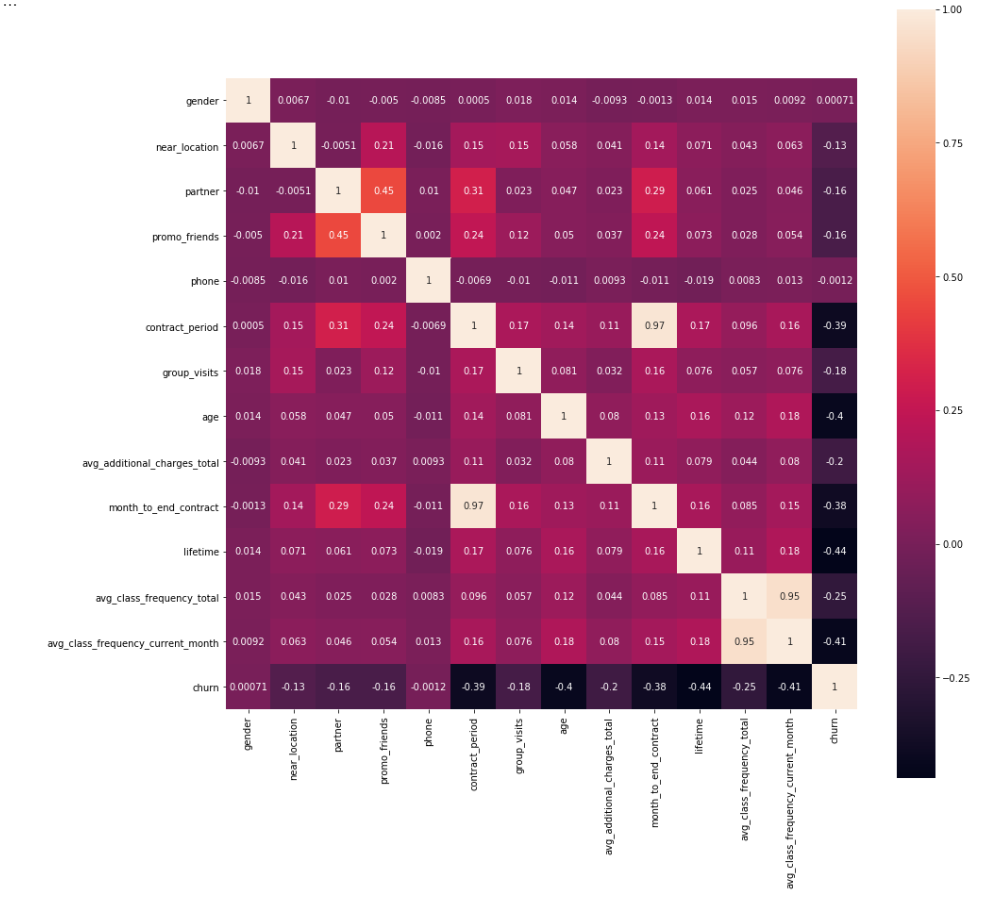 ...
1.00
gender 1 0.0067 -0.01 -0.005 -0.0085 0.0005 0.018 0.014 -0.0093 -0.0013 0.014 0.015 0.0092 0.00071
near_location 0.0067 1 -0.0051 0.21 -0.016 0.15 0.15 0.058 0.041 0.14 0.071 0.043 0.063 -0.13
0.75
partner -0.01 -0.0051 1 0.45 0.01 0.31 0.023 0.047 0.023 0.29 0.061 0.025 0.046 -0.16
promo_friends -0.005 0.21 0.45 1 0.002 0.24 0.12 0.05 0.037 0.24 0.073 0.028 0.054 -0.16
0.50
phone -0.0085 -0.016 0.01 0.002 1 -0.0069 -0.01 -0.011 0.0093 -0.011 -0.019 0.0083 0.013 -0.0012
contract_period 0.0005 0.15 0.31 0.24 -0.0069 1 0.17 0.14 0.11 0.97 0.17 0.096 0.16 -0.39
group_visits 0.018 0.15 0.023 0.12 -0.01 0.17 1 0.081 0.032 0.16 0.076 0.057 0.076 -0.18
0.25
age 0.014 0.058 0.047 0.05 -0.011 0.14 0.081 1 0.08 0.13 0.16 0.12 0.18 -0.4
avg_additional_charges_total -0.0093 0.041 0.023 0.037 0.0093 0.11 0.032 0.08 1 0.11 0.079 0.044 0.08 -0.2
month_to_end_contract -0.0013 0.14 0.29 0.24 -0.011 0.97 0.16 0.13 0.11 1 0.16 0.085 0.15 -0.38
0.00
lifetime 0.014 0.071 0.061 0.073 -0.019 0.17 0.076 0.16 0.079 0.16 1 0.11 0.18 -0.44
avg_class_frequency_total 0.015 0.043 0.025 0.028 0.0083 0.096 0.057 0.12 0.044 0.085 0.11 1 0.95 -0.25
avg_class_frequency_current_month 0.0092 0.063 0.046 0.054 0.013 0.16 0.076 0.18 0.08 0.15 0.18 0.95 1 -0.41
−0.25
churn 0.00071 -0.13 -0.16 -0.16 -0.0012 -0.39 -0.18 -0.4 -0.2 -0.38 -0.44 -0.25 -0.41 1
gender
near_location
partner
promo_friends
phone
contract_period
group_visits
age
avg_additional_charges_total
month_to_end_contract
lifetime
avg_class_frequency_total
avg_class_frequency_current_month
churn